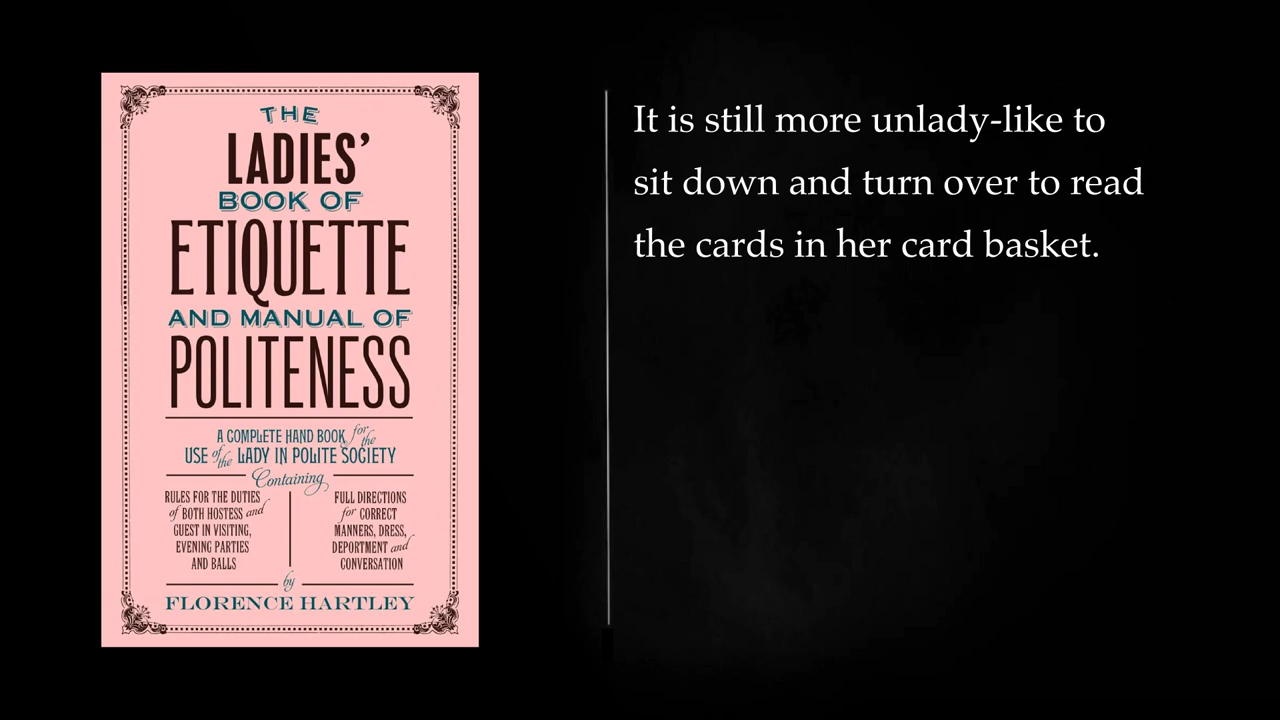 THE
LADIES'
BOOK OF
ETIQUETTE
AND MANUAL OF
POLITENESS
A COMPLETE HAND BOOK for the
USE of the LADY IN POLITE SOCIETY
Containing
RULES FOR THE DUTIES
of BOTH HOSTESS and
GUEST IN VISITING,
EVENING PARTIES
AND BALLS
FULL DIRECTIONS
for CORRECT
MANNERS, DRESS,
DEPORTMENT and
CONVERSATION
by
FLORENCE HARTLEY
It is still more unlady-like to
sit down and turn over to read
the cards in her card basket.